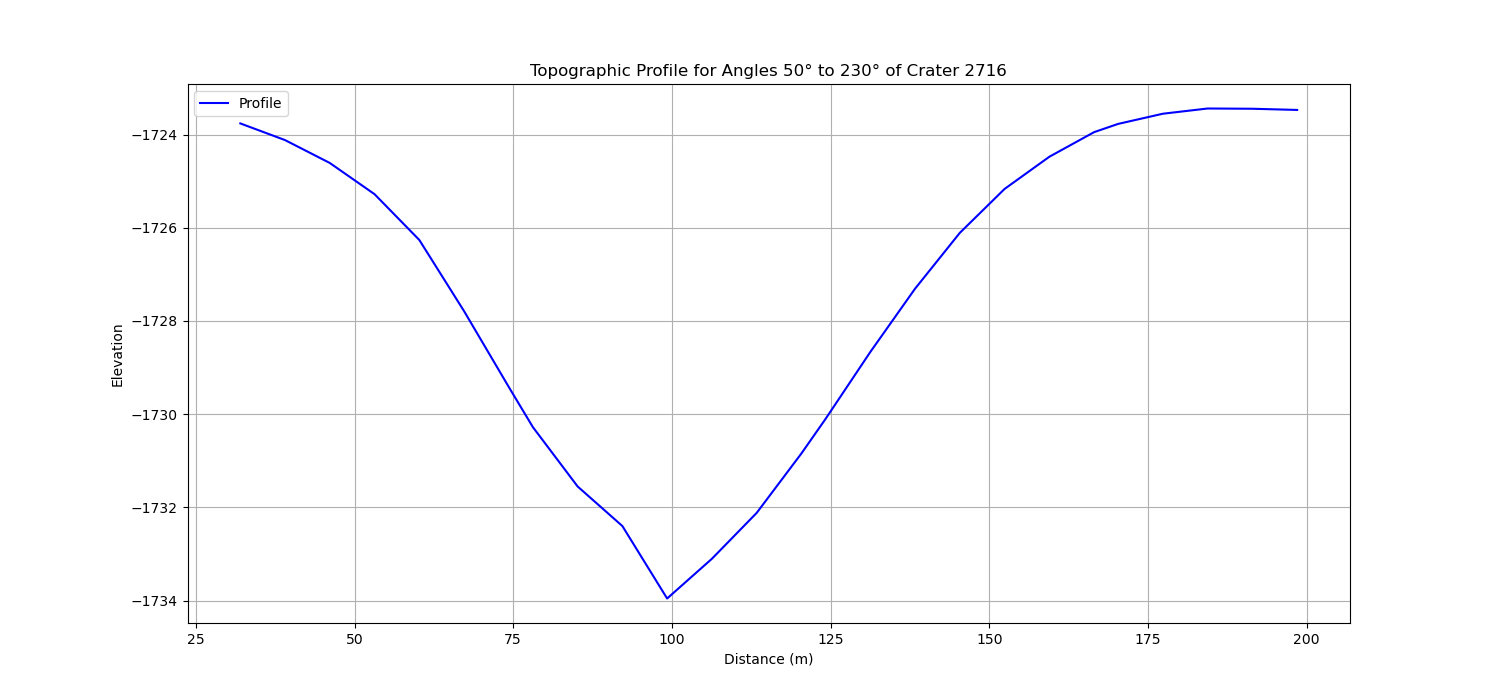 Topographic Profile for Angles 50° to 230° of Crater 2716
Profile
−1724
−1726
−1728
−1730
−1732
−1734
Elevation
25 50 75 100 125 150 175 200
Distance (m)